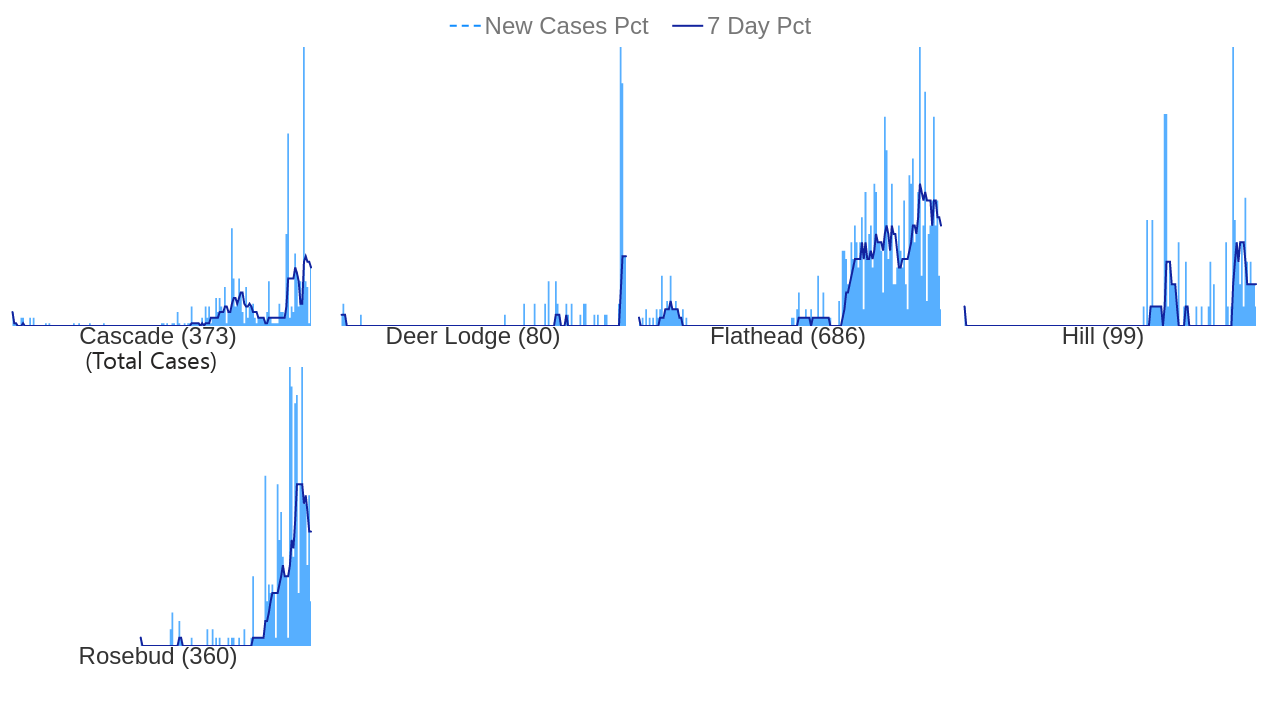 New Cases Pct 7 Day Pct
Cascade (373)
(Total Cases)
Deer Lodge (80)
Flathead (686)
Hill (99)
Rosebud (360)